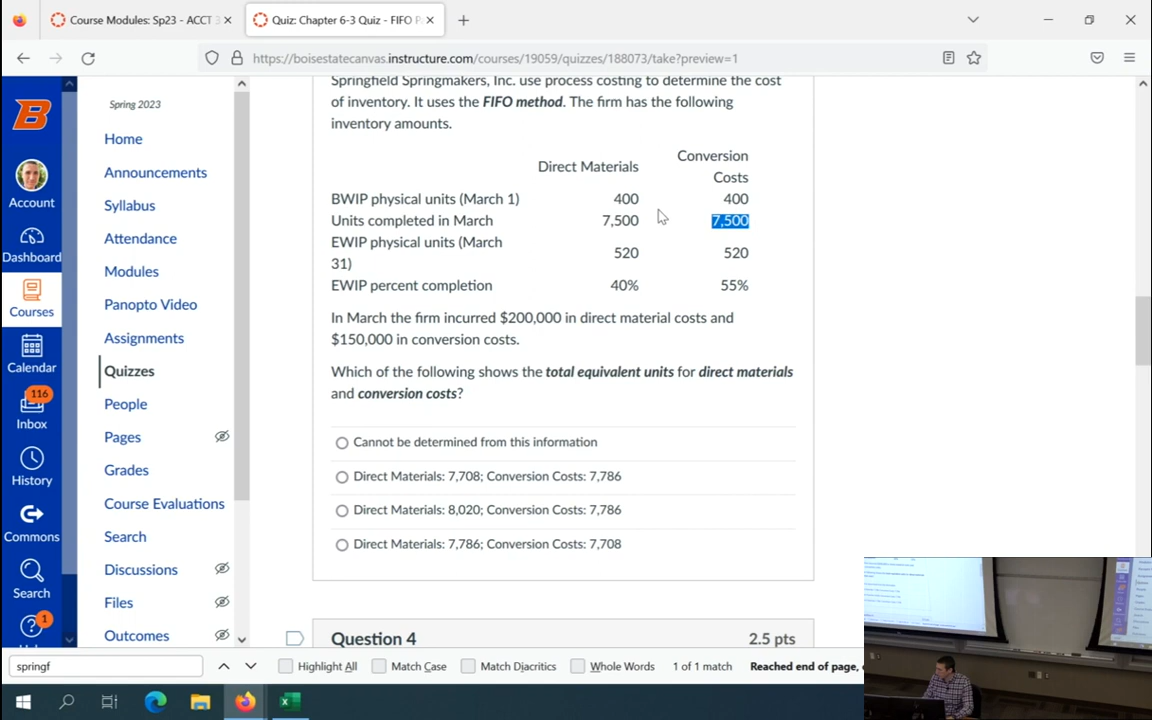 Course Modules: Sp23 - ACCT 3
Quiz: Chapter 6-3 Quiz - FIFO P
https://boisestatecanvas.instructure.com/courses/19059/quizzes/188073/take?preview=1
Account
Dashboard
Courses
Calendar
116
Inbox
History
Commons
Search
1
Spring 2023
Home
Announcements
Syllabus
Attendance
Modules
Panopto Video
Assignments
Quizzes
People
Pages
Grades
Course Evaluations
Search
Discussions
Files
Outcomes
Springfield Springmakers, Inc. use process costing to determine the cost
of inventory. It uses the FIFO method. The firm has the following
inventory amounts.
Direct Materials
Conversion
Costs
BWIP physical units (March 1) 400 400
Units completed in March 7,500 7,500
EWIP physical units (March
31) 520 520
EWIP percent completion 40% 55%
In March the firm incurred $200,000 in direct material costs and
$150,000 in conversion costs.
Which of the following shows the total equivalent units for direct materials
and conversion costs?
Cannot be determined from this information
Direct Materials: 7,708; Conversion Costs: 7,786
Direct Materials: 8,020; Conversion Costs: 7,786
Direct Materials: 7,786; Conversion Costs: 7,708
Question 4 2.5 pts
springf
Highlight All Match Case Match Diacritics Whole Words 1 of 1 match Reached end of page,